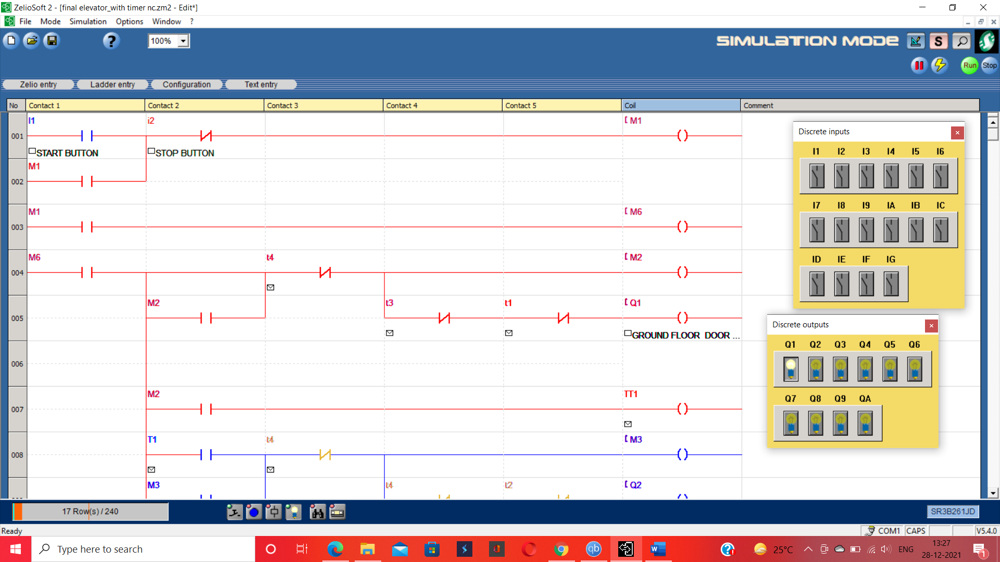 ZelioSoft 2 - [final elevator_with timer nc.zm2 - Edit*]
File Mode Simulation Options Window ?
? 100% SIMULATION MODE S
Run Stop
Zelio entry Ladder entry Configuration Text entry
No Contact 1 Contact 2 Contact 3 Contact 4 Contact 5 Coil Comment
I1 i2 [ M1
001
START BUTTON STOP BUTTON
M1
002
M1 [ M6
003
M6 t4 [ M2
004
M2 t3 t1 [ Q1
005
GROUND FLOOR DOOR ...
006
M2 TT1
007
T1 t4 [ M3
008
M3 t4 t2 [ Q2
Discrete inputs
I1 I2 I3 I4 I5 I6
I7 I8 I9 IA IB IC
ID IE IF IG
Discrete outputs
Q1 Q2 Q3 Q4 Q5 Q6
Q7 Q8 Q9 QA
17 Row(s) / 240 SR3B261JD
Ready COM1 CAPS V5.4.0
Type here to search qb 25°C ENG 13:27
28-12-2021 1